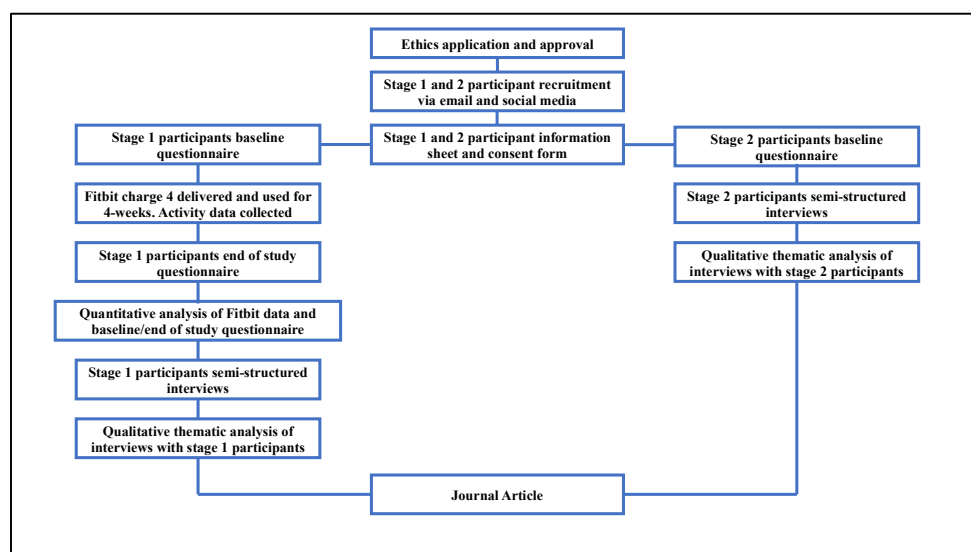 Ethics application and approval
Stage 1 and 2 participant recruitment
via email and social media
Stage 1 and 2 participant information
sheet and consent form
Stage 1 participants baseline
questionnaire
Fitbit charge 4 delivered and used for
4-weeks. Activity data collected
Stage 1 participants end of study
questionnaire
Quantitative analysis of Fitbit data and
baseline/end of study questionnaire
Stage 1 participants semi-structured
interviews
Qualitative thematic analysis of
interviews with stage 1 participants
Stage 2 participants baseline
questionnaire
Stage 2 participants semi-structured
interviews
Qualitative thematic analysis of
interviews with stage 2 participants
Journal Article